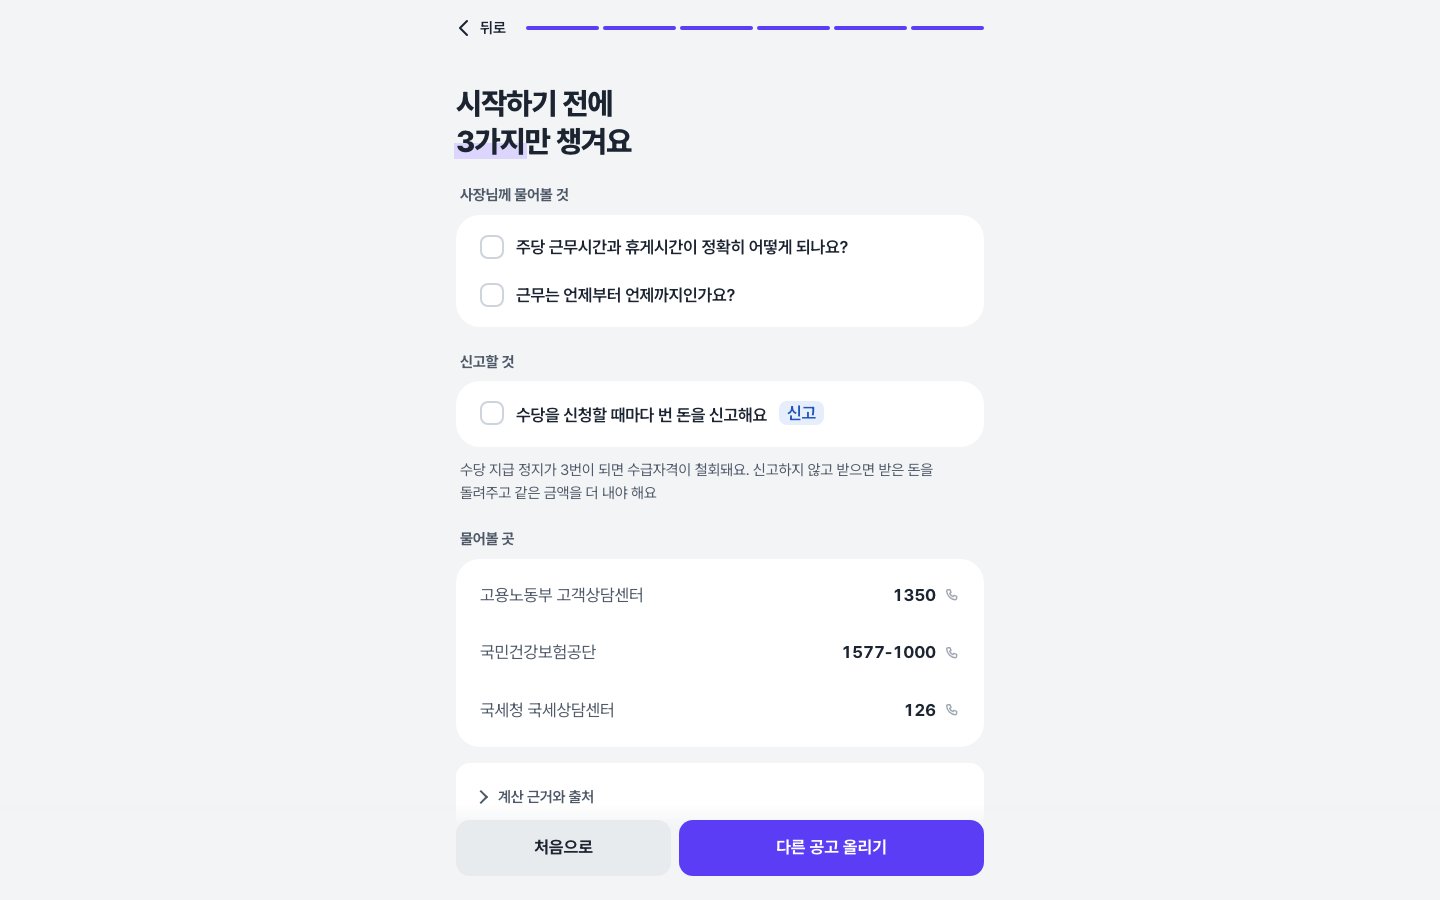 뒤로
시작하기 전에
3가지만 챙겨요
사장님께 물어볼 것
주당 근무시간과 휴게시간이 정확히 어떻게 되나요?
근무는 언제부터 언제까지인가요?
신고할 것
수당을 신청할 때마다 번 돈을 신고해요 신고
수당 지급 정지가 3번이 되면 수급자격이 철회돼요. 신고하지 않고 받으면 받은 돈을
돌려주고 같은 금액을 더 내야 해요
물어볼 곳
고용노동부 고객상담센터 1350
국민건강보험공단 1577-1000
국세청 국세상담센터 126
계산 근거와 출처
처음으로 다른 공고 올리기